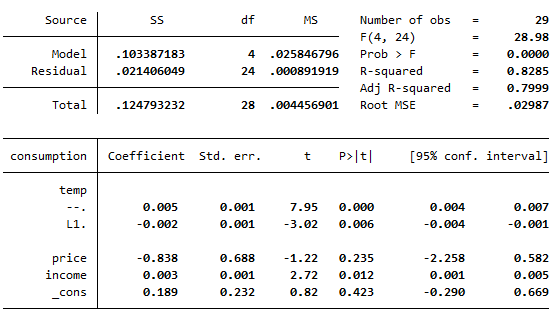 Source | SS df MS Number of obs = 29
F(4, 24) = 28.98
Model | .103387183 4 .025846796 Prob > F = 0.0000
Residual | .021406049 24 .000891919 R-squared = 0.8285
Adj R-squared = 0.7999
Total | .124793232 28 .004456901 Root MSE = .02987
consumption | Coefficient Std. err. t P>|t| [95% conf. interval]
temp
--. | 0.005 0.001 7.95 0.000 0.004 0.007
L1. | -0.002 0.001 -3.02 0.006 -0.004 -0.001
price | -0.838 0.688 -1.22 0.235 -2.258 0.582
income | 0.003 0.001 2.72 0.012 0.001 0.005
_cons | 0.189 0.232 0.82 0.423 -0.290 0.669